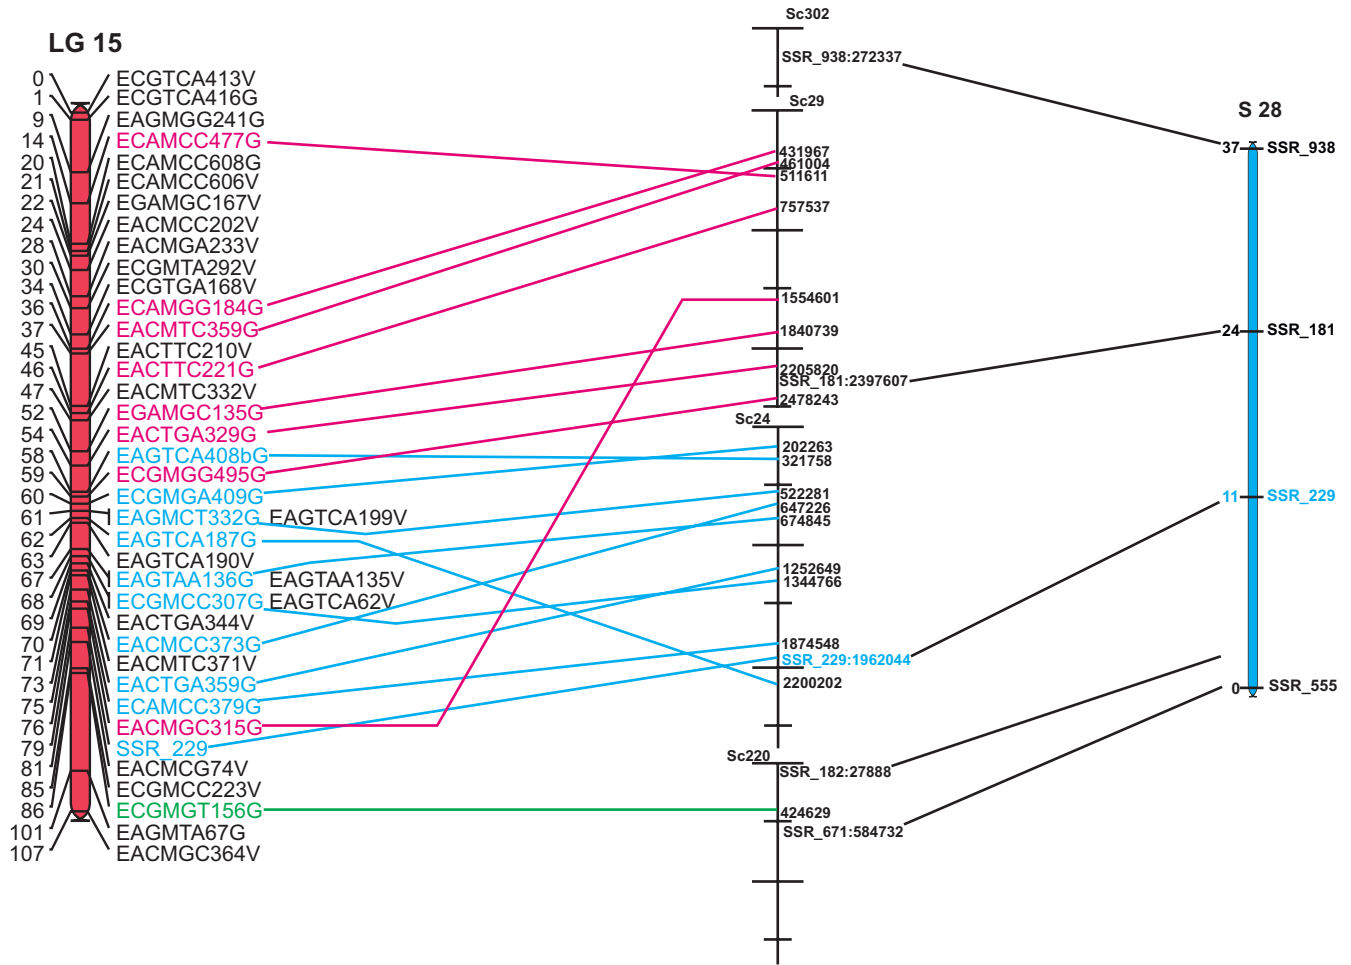 LG 15
0 ECGTCA413V
1 ECGTCA416G
9 EAGMGG241G
14 ECAMCC477G
20 ECAMCC608G
21 ECAMCC606V
22 EGAMGC167V
24 EACMCC202V
28 EACMGA233V
30 ECGMTA292V
34 ECGTGA168V
36 ECAMGG184G
37 EACMTC359G
45 EACTTC210V
46 EACTTC221G
47 EACMTC332V
52 EGAMGC135G
54 EACTGA329G
58 EAGTCA408bG
59 ECGMGG495G
60 ECGMGA409G
61 EAGMCT332G EAGTCA199V
62 EAGTCA187G
63 EAGTCA190V
67 EAGTAA136G EAGTAA135V
68 ECGMCC307G EAGTCA62V
69 EACTGA344V
70 EACMCC373G
71 EACMTC371V
73 EACTGA359G
75 ECAMCC379G
76 EACMGC315G
79 SSR_229
81 EACMCG74V
85 ECGMCC223V
86 ECGMGT156G
101 EAGMTA67G
107 EACMGC364V
Sc302
SSR_938:272337
Sc29
431967
461004
511611
757537
1554601
1840739
2205820
SSR_181:2397607
2478243
Sc24
202263
321758
522281
647226
674845
1252649
1344766
1874548
SSR_229:1962044
2200202
Sc220
SSR_182:27888
424629
SSR_671:584732
S 28
37 SSR_938
24 SSR_181
11 SSR_229
0 SSR_555